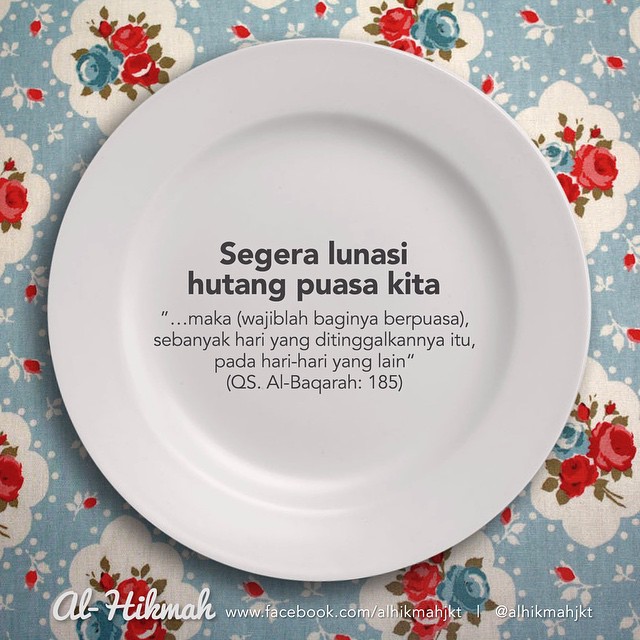 Segera lunasi
hutang puasa kita
“...maka (wajiblah baginya berpuasa),
sebanyak hari yang ditinggalkannya itu,
pada hari-hari yang lain“
(QS. Al-Baqarah: 185)
Al-Hikmah www.facebook.com/alhikmahjkt | @alhikmahjkt